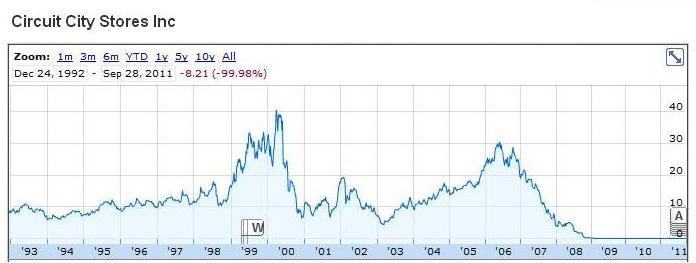 Circuit City Stores Inc
Zoom: 1m 3m 6m YTD 1y 5y 10y All
Dec 24, 1992 - Sep 28, 2011 -8.21 (-99.98%)
40
30
20
10
A
0
W
'93 '94 '95 '96 '97 '98 '99 '00 '01 '02 '03 '04 '05 '06 '07 '08 '09 '10 '11